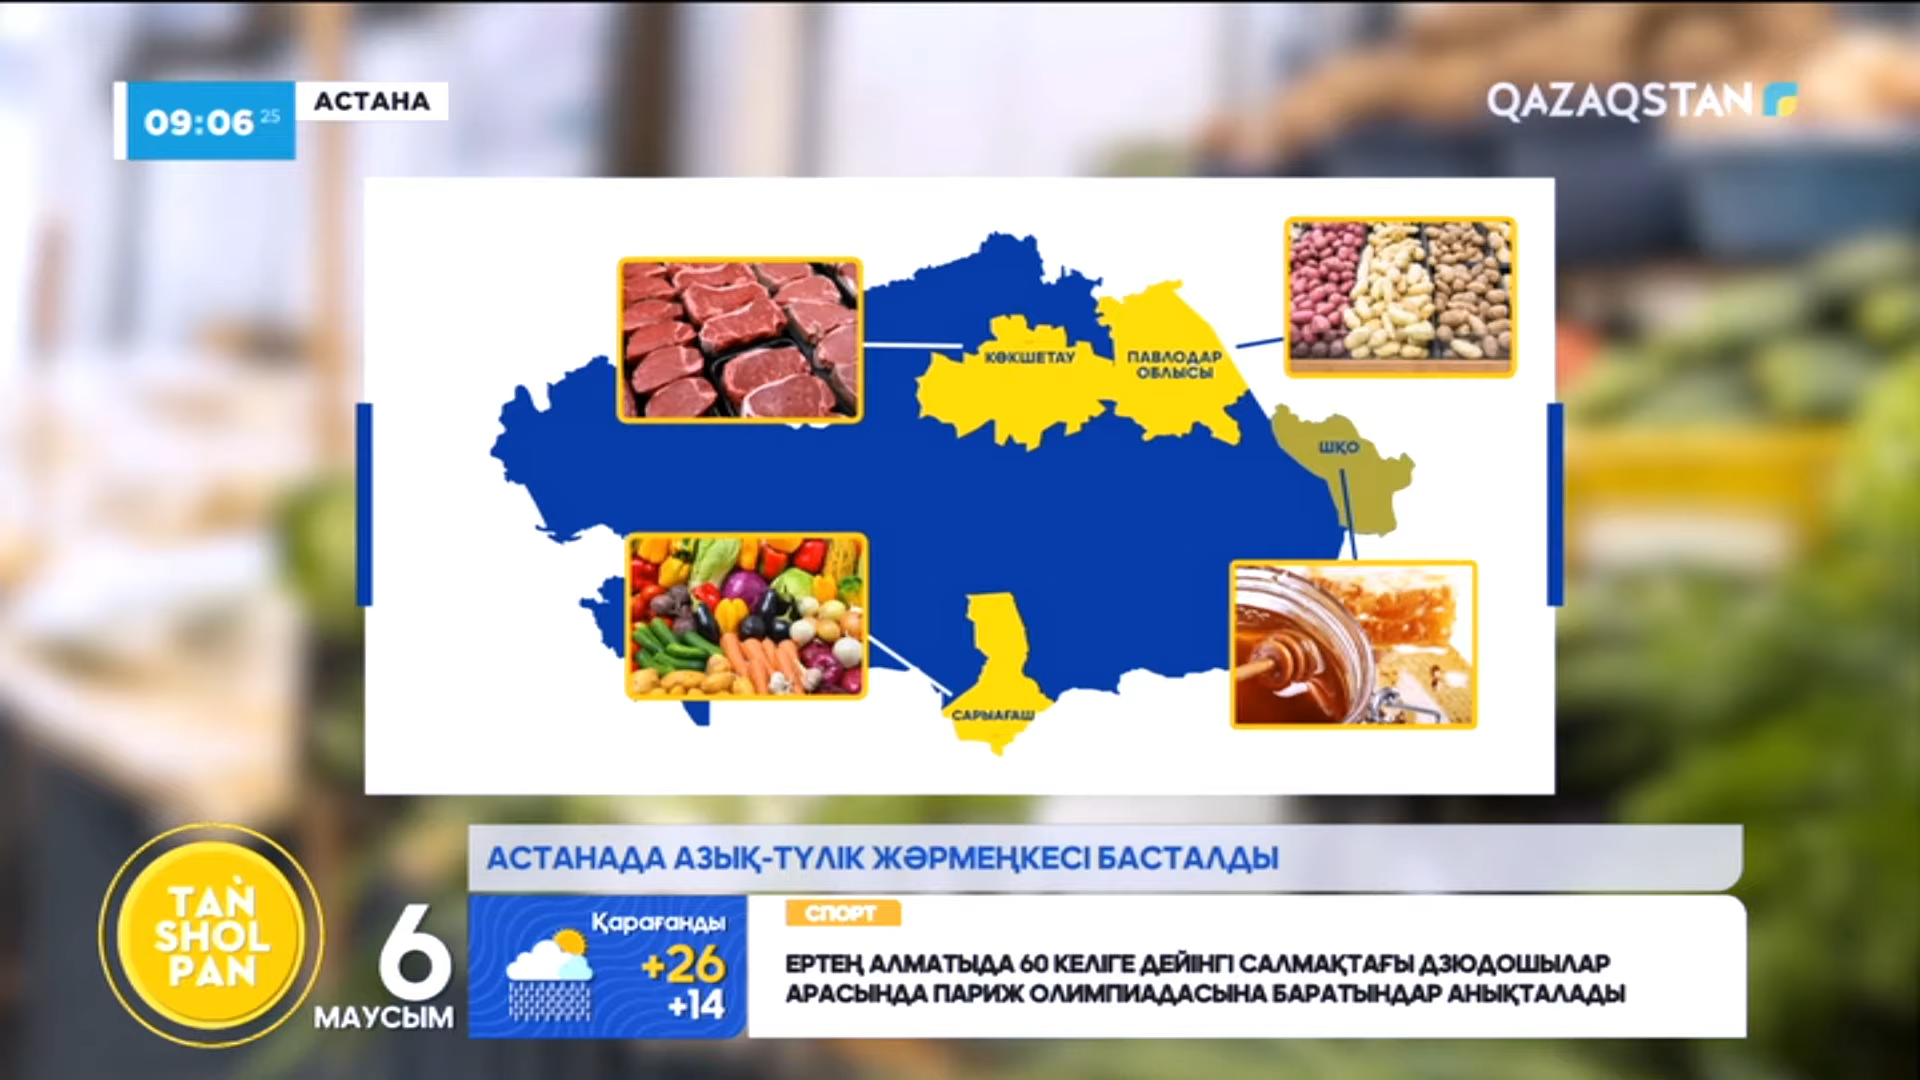 09:06 25
АСТАНА
QAZAQSTAN
КӨКШЕТАУ
ПАВЛОДАР
ОБЛЫСЫ
ШҚО
САРЫАҒАШ
АСТАНАДА АЗЫҚ-ТҮЛІК ЖӘРМЕҢКЕСІ БАСТАЛДЫ
TAŃ
SHOL
PAN
6
МАУСЫМ
Қарағанды
+26
+14
СПОРТ
ЕРТЕҢ АЛМАТЫДА 60 КЕЛІГЕ ДЕЙІНГІ САЛМАҚТАҒЫ ДЗЮДОШЫЛАР
АРАСЫНДА ПАРИЖ ОЛИМПИАДАСЫНА БАРАТЫНДАР АНЫҚТАЛАДЫ